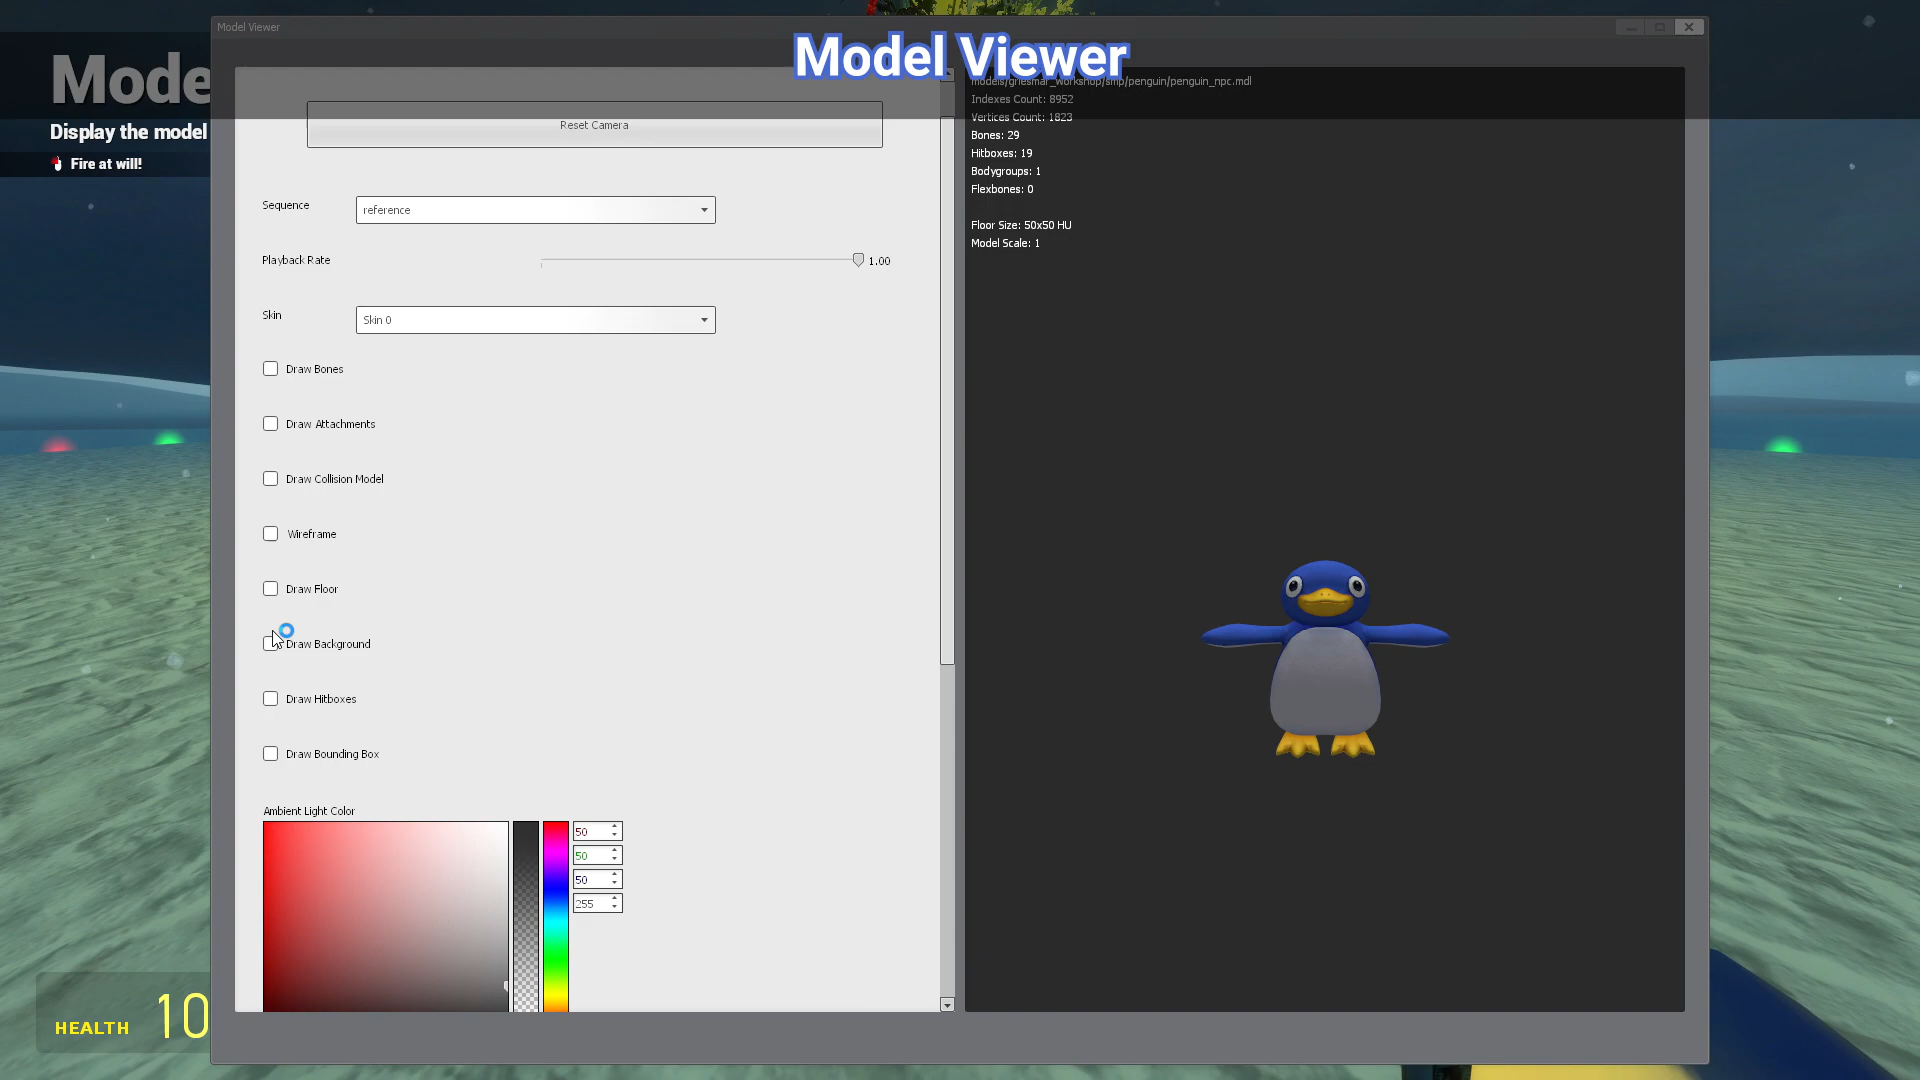 Model Viewer
Model Viewer
Mode
Display the model
Fire at will!
Reset Camera
Sequence
reference
Playback Rate
1.00
Skin
Skin 0
Draw Bones
Draw Attachments
Draw Collision Model
Wireframe
Draw Floor
Draw Background
Draw Hitboxes
Draw Bounding Box
Ambient Light Color
50
50
50
255
models/griesmar_workshop/smp/penguin/penguin_npc.mdl
Indexes Count: 8952
Vertices Count: 1823
Bones: 29
Hitboxes: 19
Bodygroups: 1
Flexbones: 0
Floor Size: 50x50 HU
Model Scale: 1
HEALTH 10